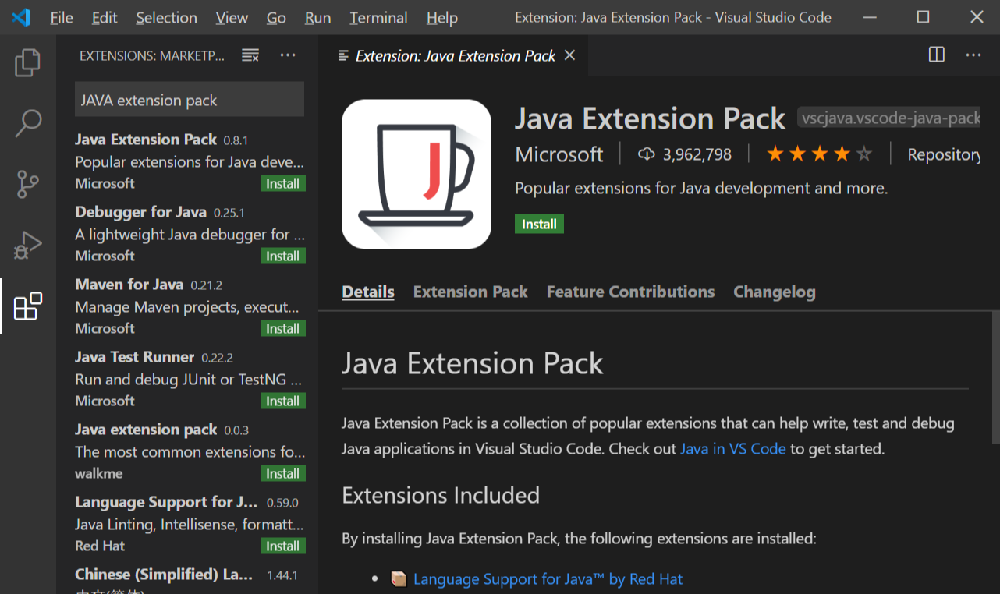 File Edit Selection View Go Run Terminal Help Extension: Java Extension Pack - Visual Studio Code
EXTENSIONS: MARKETP...
JAVA extension pack
Java Extension Pack 0.8.1
Popular extensions for Java deve...
Microsoft Install
Debugger for Java 0.25.1
A lightweight Java debugger for ...
Microsoft Install
Maven for Java 0.21.2
Manage Maven projects, execut...
Microsoft Install
Java Test Runner 0.22.2
Run and debug JUnit or TestNG ...
Microsoft Install
Java extension pack 0.0.3
The most common extensions fo...
walkme Install
Language Support for J... 0.59.0
Java Linting, Intellisense, formatt...
Red Hat Install
Chinese (Simplified) La... 1.44.1
Extension: Java Extension Pack
J
Java Extension Pack vscjava.vscode-java-pack
Microsoft 3,962,798 Repository
Popular extensions for Java development and more.
Install
Details Extension Pack Feature Contributions Changelog
Java Extension Pack
Java Extension Pack is a collection of popular extensions that can help write, test and debug
Java applications in Visual Studio Code. Check out Java in VS Code to get started.
Extensions Included
By installing Java Extension Pack, the following extensions are installed:
• Language Support for Java™ by Red Hat